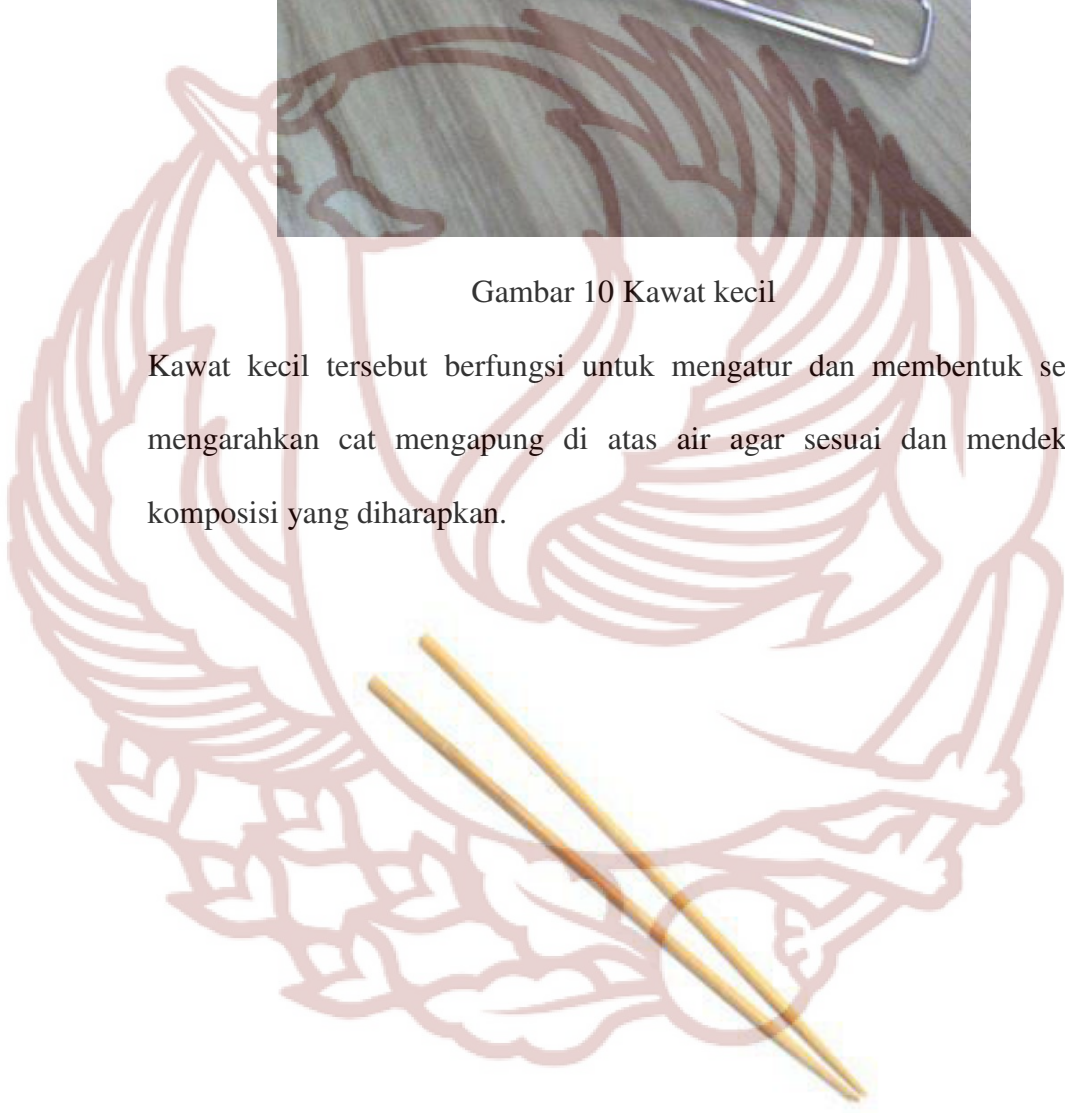 Gambar 10 Kawat kecil
Kawat kecil tersebut berfungsi untuk mengatur dan membentuk se
mengarahkan cat mengapung di atas air agar sesuai dan mendek
komposisi yang diharapkan.